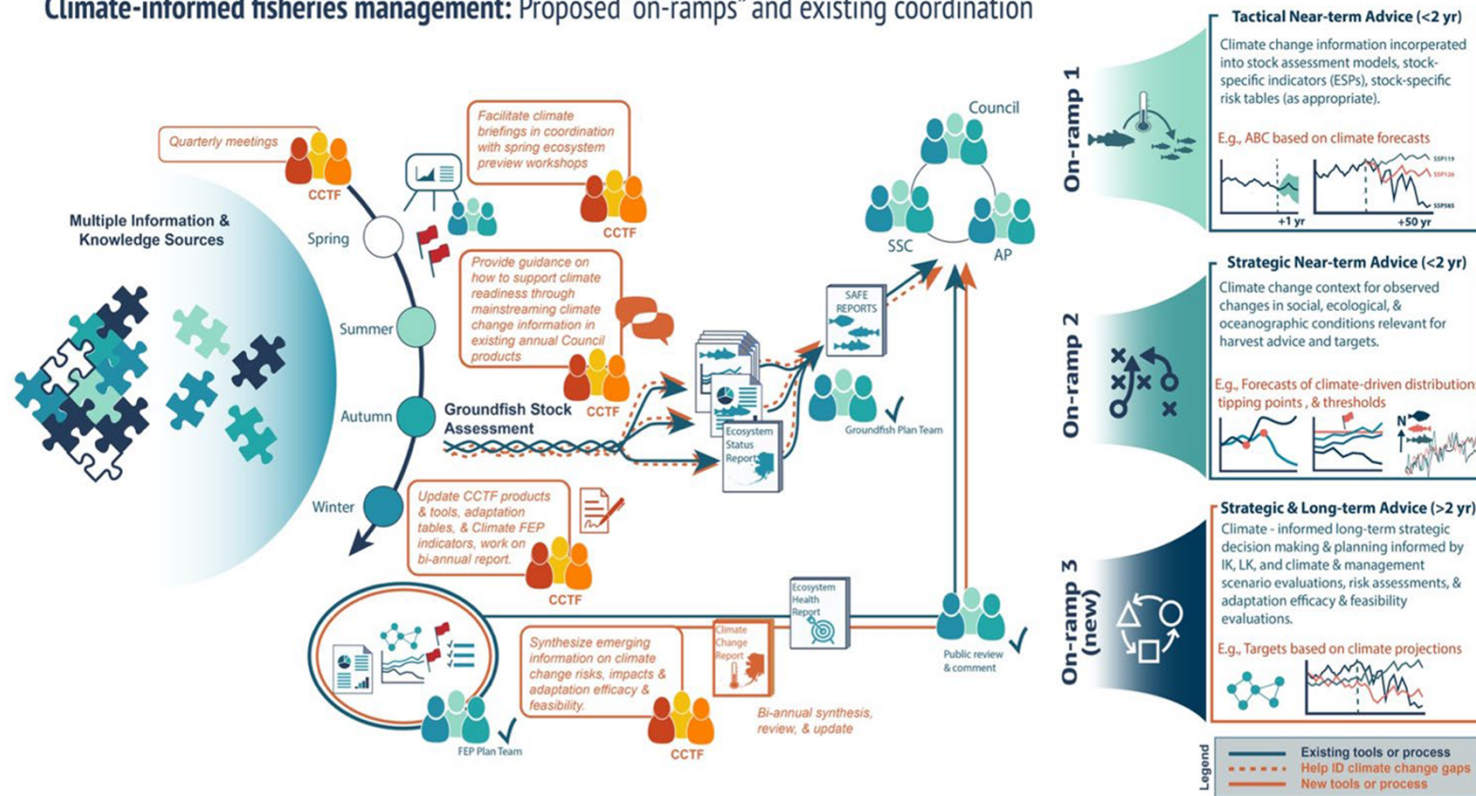 Climate-informed fisheries management: Proposed "on-ramps" and existing coordination
Quarterly meetings
CCTF
Multiple Information &
Knowledge Sources
Spring
Summer
Autumn
Winter
Facilitate climate
briefings in coordination
with spring ecosystem
preview workshops
CCTF
Provide guidance on
how to support climate
readiness through
mainstreaming climate
change information in
existing annual Council
products
CCTF
Groundfish Stock
Assessment
Ecosystem
Status
Report
SAFE
REPORTS
Groundfish Plan Team
Council
SSC
AP
Update CCTF products
& tools, adaptation
tables, & Climate FEP
indicators, work on
bi-annual report.
CCTF
FEP Plan Team
Synthesize emerging
information on climate
change risks, impacts &
adaptation efficacy &
feasibility.
CCTF
Climate
Change
Report
Ecosystem
Health
Report
Bi-annual synthesis,
review, & update
Public review
& comment
On-ramp 1
Tactical Near-term Advice (<2 yr)
Climate change information incorperated
into stock assessment models, stock-
specific indicators (ESPs), stock-specific
risk tables (as appropriate).
E.g., ABC based on climate forecasts
SSP119
SSP126
SSP585
+1 yr
+50 yr
On-ramp 2
Strategic Near-term Advice (<2 yr)
Climate change context for observed
changes in social, ecological, &
oceanographic conditions relevant for
harvest advice and targets.
E.g., Forecasts of climate-driven distribution
tipping points , & thresholds
N
On-ramp 3
(new)
Strategic & Long-term Advice (>2 yr)
Climate - informed long-term strategic
decision making & planning informed by
IK, LK, and climate & management
scenario evaluations, risk assessments, &
adaptation efficacy & feasibility
evaluations.
E.g., Targets based on climate projections
Legend
Existing tools or process
Help ID climate change gaps
New tools or process